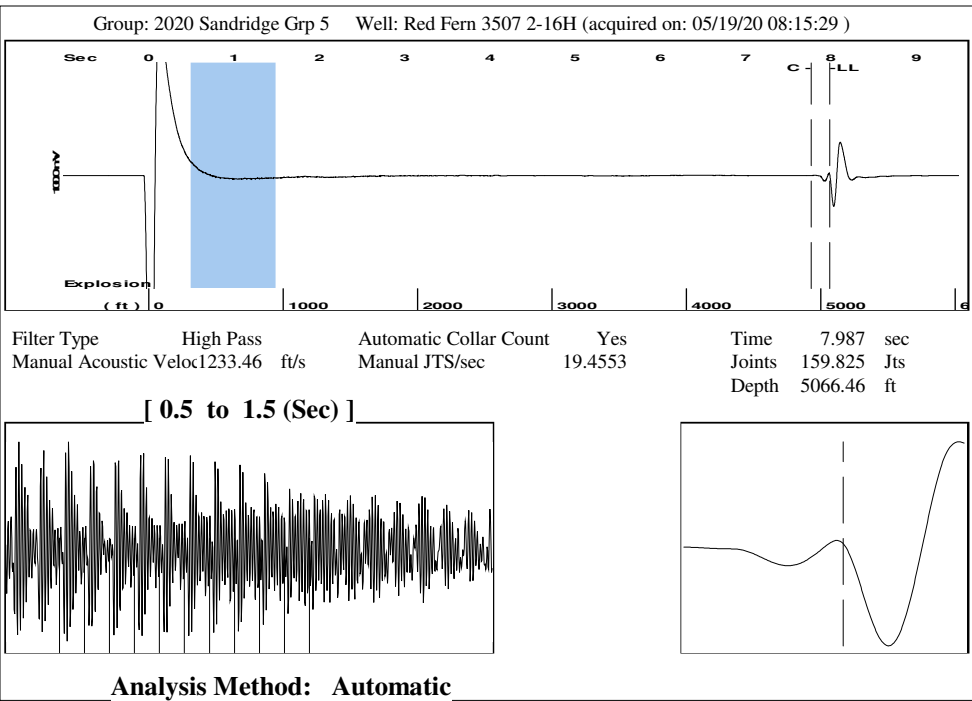 Group: 2020 Sandridge Grp 5 Well: Red Fern 3507 2-16H (acquired on: 05/19/20 08:15:29 )
Sec 0 1 2 3 4 5 6 7 8 9
C LL
Explosion
(ft) 0 1000 2000 3000 4000 5000 6
Filter Type High Pass Automatic Collar Count Yes Time 7.987 sec
Manual Acoustic Veloc1233.46 ft/s Manual JTS/sec 19.4553 Joints 159.825 Jts
Depth 5066.46 ft
[ 0.5 to 1.5 (Sec) ]
Analysis Method: Automatic